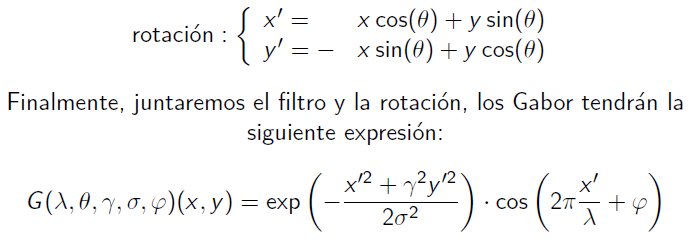 rotación : { x′ = x cos(θ) + y sin(θ)
y′ = − x sin(θ) + y cos(θ)
Finalmente, juntaremos el filtro y la rotación, los Gabor tendrán la
siguiente expresión:
G(λ, θ, γ, σ, φ)(x, y) = exp (− (x′² + γ²y′²) / 2σ²) · cos (2π x′/λ + φ)